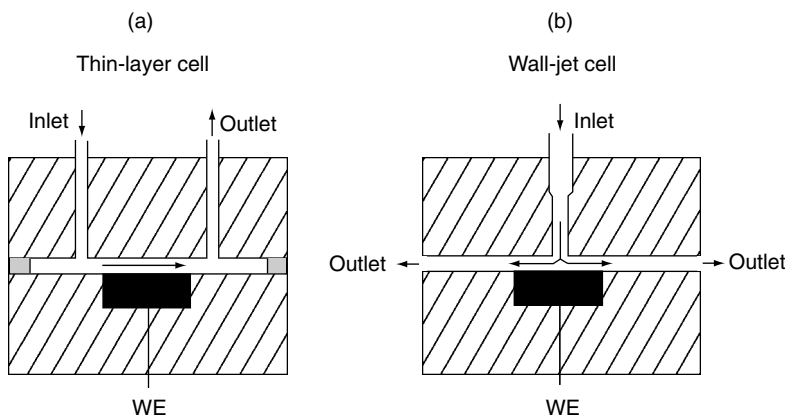 (a)
Thin-layer cell
Inlet
Outlet
WE
(b)
Wall-jet cell
Inlet
Outlet
Outlet
WE